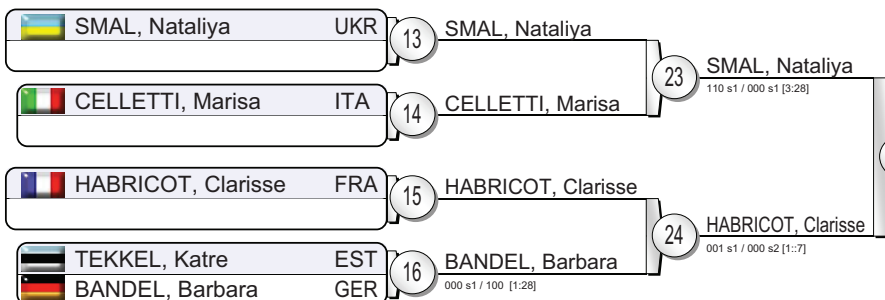 SMAL, Nataliya UKR
13
SMAL, Nataliya
23
SMAL, Nataliya
110 s1 / 000 s1 [3:28]
CELLETTI, Marisa ITA
14
CELLETTI, Marisa
HABRICOT, Clarisse FRA
15
HABRICOT, Clarisse
24
HABRICOT, Clarisse
001 s1 / 000 s2 [1::7]
TEKKEL, Katre EST
BANDEL, Barbara GER
16
BANDEL, Barbara
000 s1 / 100 [1:28]